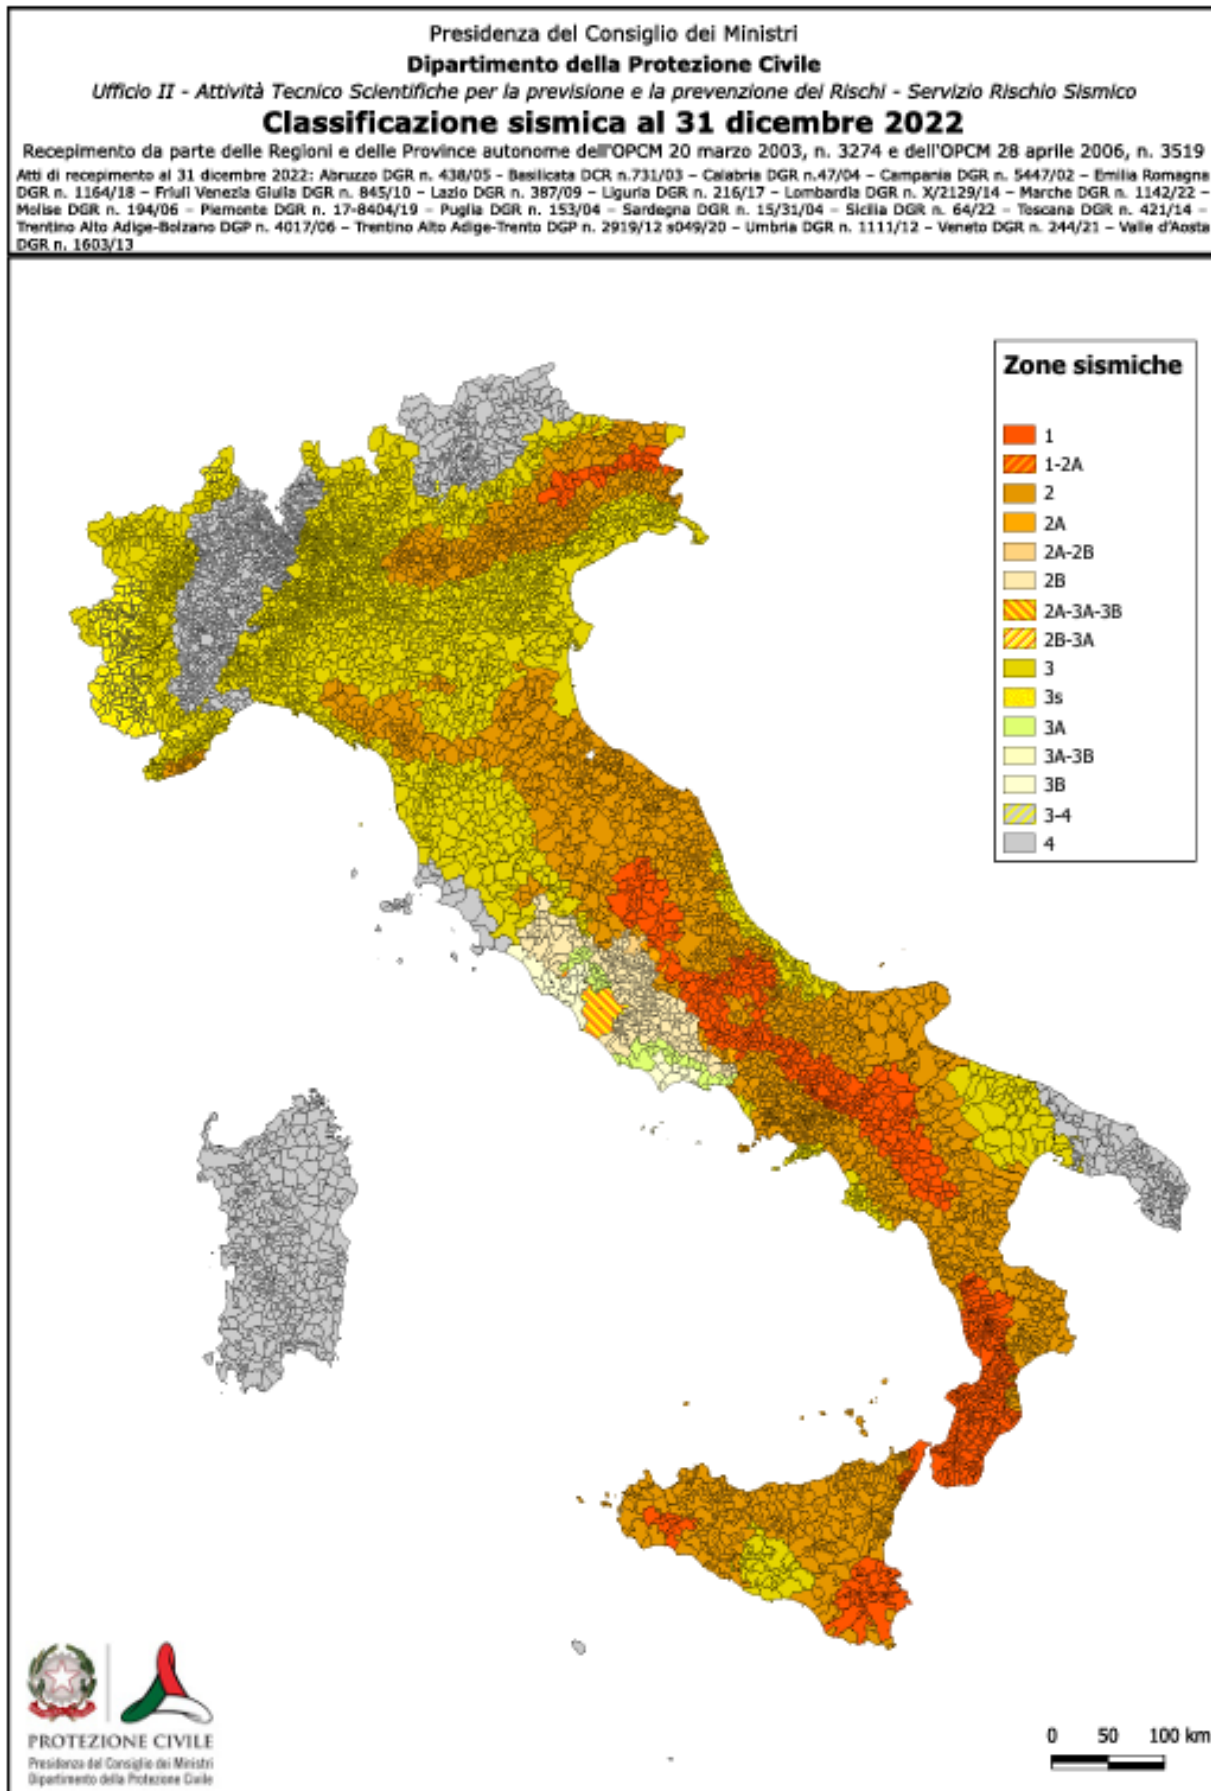 Presidenza del Consiglio dei Ministri
Dipartimento della Protezione Civile
Ufficio II - Attività Tecnico Scientifiche per la previsione e la prevenzione dei Rischi - Servizio Rischio Sismico
Classificazione sismica al 31 dicembre 2022
Recepimento da parte delle Regioni e delle Province autonome dell'OPCM 20 marzo 2003, n. 3274 e dell'OPCM 28 aprile 2006, n. 3519
Atti di recepimento al 31 dicembre 2022: Abruzzo DGR n. 438/05 - Basilicata DCR n.731/03 - Calabria DGR n.47/04 - Campania DGR n. 5447/02 - Emilia Romagna
DGR n. 1164/18 - Friuli Venezia Giulia DGR n. 845/10 - Lazio DGR n. 387/09 - Liguria DGR n. 216/17 - Lombardia DGR n. X/2129/14 - Marche DGR n. 1142/22 -
Molise DGR n. 194/06 - Piemonte DGR n. 17-8404/19 - Puglia DGR n. 153/04 - Sardegna DGR n. 15/31/04 - Sicilia DGR n. 64/22 - Toscana DGR n. 421/14 -
Trentino Alto Adige-Bolzano DGP n. 4017/06 - Trentino Alto Adige-Trento DGP n. 2919/12 s049/20 - Umbria DGR n. 1111/12 - Veneto DGR n. 244/21 - Valle d'Aosta
DGR n. 1603/13
Zone sismiche
1
1-2A
2
2A
2A-2B
2B
2A-3A-3B
2B-3A
3
3s
3A
3A-3B
3B
3-4
4
PROTEZIONE CIVILE
Presidenza del Consiglio dei Ministri
Dipartimento della Protezione Civile
0 50 100 km